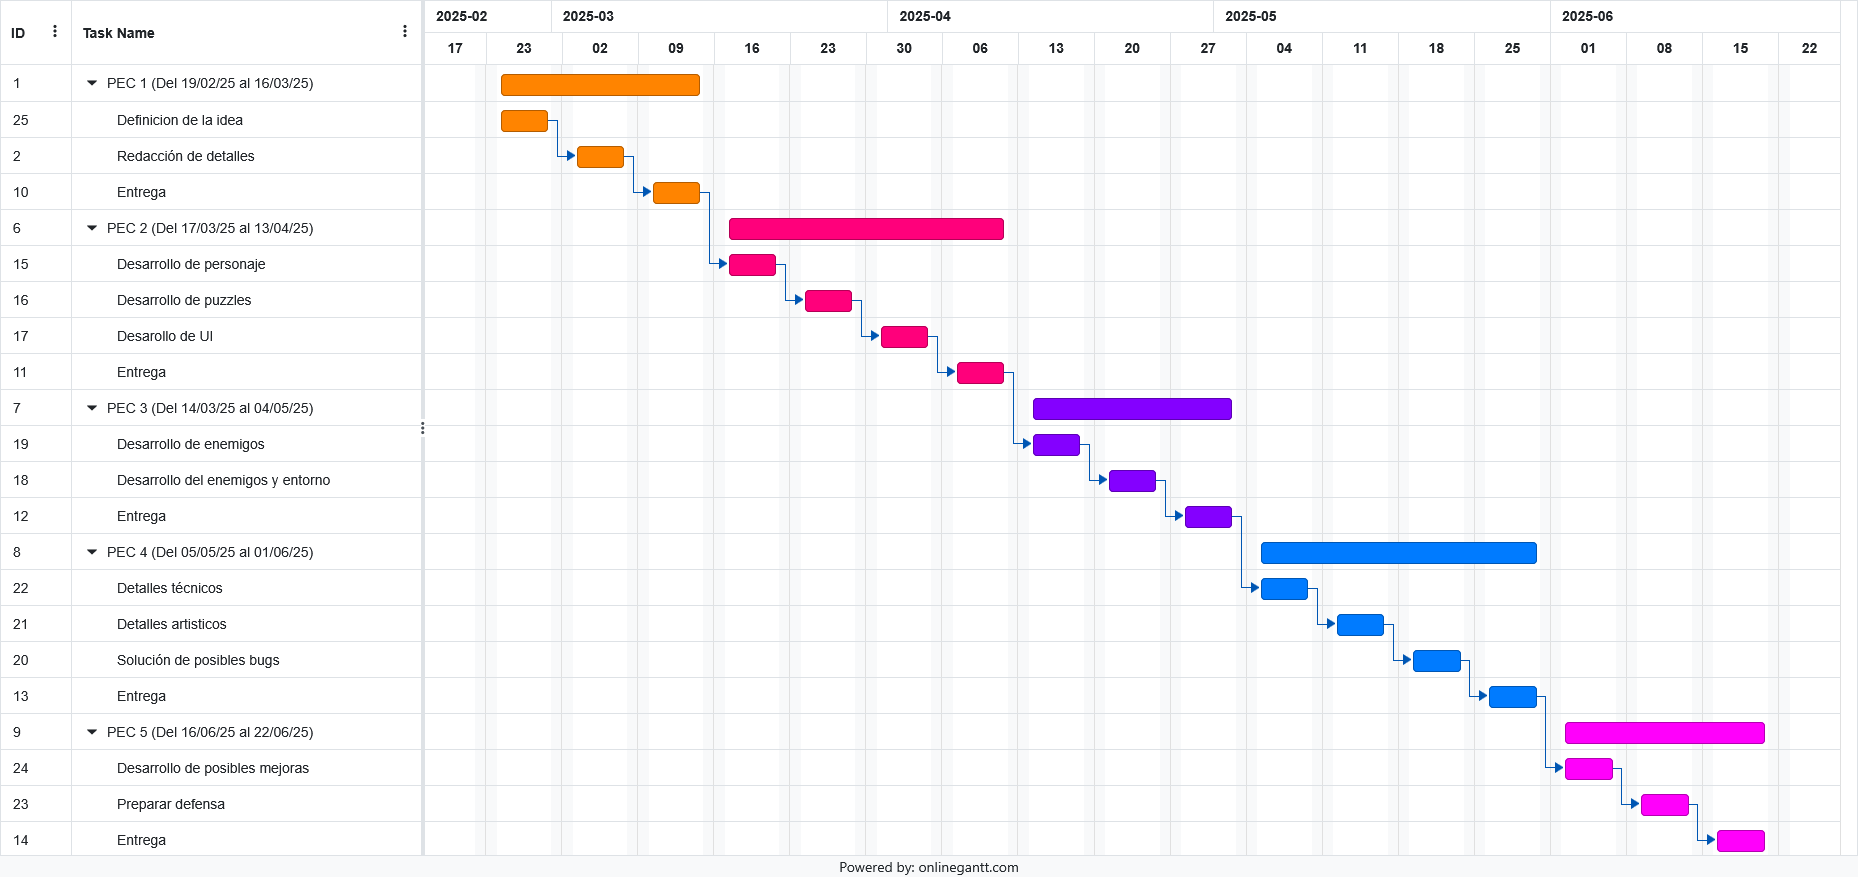 ID Task Name 2025-02 2025-03 2025-04 2025-05 2025-06
17 23 02 09 16 23 30 06 13 20 27 04 11 18 25 01 08 15 22
1 PEC 1 (Del 19/02/25 al 16/03/25)
25 Definicion de la idea
2 Redacción de detalles
10 Entrega
6 PEC 2 (Del 17/03/25 al 13/04/25)
15 Desarrollo de personaje
16 Desarrollo de puzzles
17 Desarollo de UI
11 Entrega
7 PEC 3 (Del 14/03/25 al 04/05/25)
19 Desarrollo de enemigos
18 Desarrollo del enemigos y entorno
12 Entrega
8 PEC 4 (Del 05/05/25 al 01/06/25)
22 Detalles técnicos
21 Detalles artisticos
20 Solución de posibles bugs
13 Entrega
9 PEC 5 (Del 16/06/25 al 22/06/25)
24 Desarrollo de posibles mejoras
23 Preparar defensa
14 Entrega
Powered by: onlinegantt.com